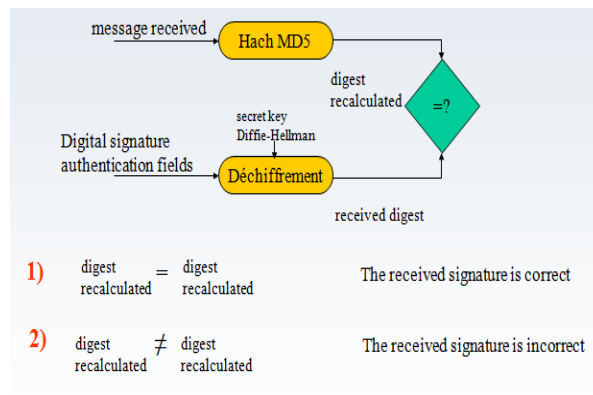 message received
Hach MD5
digest
recalculated
=?
secret key
Diffie-Hellman
Digital signature
authentication fields
Déchiffrement
received digest
1) digest = digest The received signature is correct
recalculated recalculated
2) digest ≠ digest The received signature is incorrect
recalculated recalculated